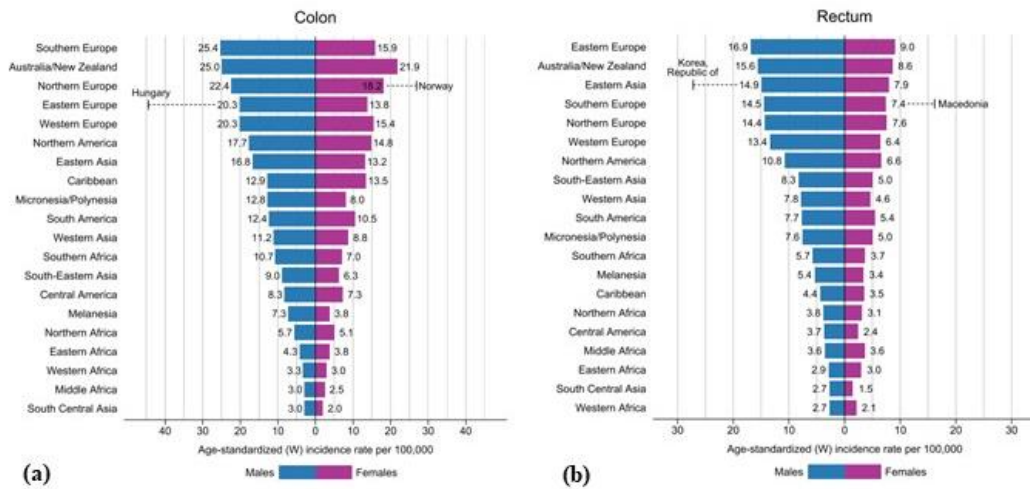 Colon
Southern Europe 25.4 15.9
Australia/New Zealand 25.0 21.9
Northern Europe 22.4 18.2 Norway
Hungary
Eastern Europe 20.3 13.8
Western Europe 20.3 15.4
Northern America 17.7 14.8
Eastern Asia 16.8 13.2
Caribbean 12.9 13.5
Micronesia/Polynesia 12.8 8.0
South America 12.4 10.5
Western Asia 11.2 8.8
Southern Africa 10.7 7.0
South-Eastern Asia 9.0 6.3
Central America 8.3 7.3
Melanesia 7.3 3.8
Northern Africa 5.7 5.1
Eastern Africa 4.3 3.8
Western Africa 3.3 3.0
Middle Africa 3.0 2.5
South Central Asia 3.0 2.0
40 30 20 10 0 10 20 30 40
Age-standardized (W) incidence rate per 100,000
(a) Males Females
Rectum
Eastern Europe 16.9 9.0
Australia/New Zealand 15.6 8.6
Korea,
Republic of
Eastern Asia 14.9 7.9
Southern Europe 14.5 7.4 Macedonia
Northern Europe 14.4 7.6
Western Europe 13.4 6.4
Northern America 10.8 6.6
South-Eastern Asia 8.3 5.0
Western Asia 7.8 4.6
South America 7.7 5.4
Micronesia/Polynesia 7.6 5.0
Southern Africa 5.7 3.7
Melanesia 5.4 3.4
Caribbean 4.4 3.5
Northern Africa 3.8 3.1
Central America 3.7 2.4
Middle Africa 3.6 3.6
Eastern Africa 2.9 3.0
South Central Asia 2.7 1.5
Western Africa 2.7 2.1
30 20 10 0 10 20 30
Age-standardized (W) incidence rate per 100,000
(b) Males Females